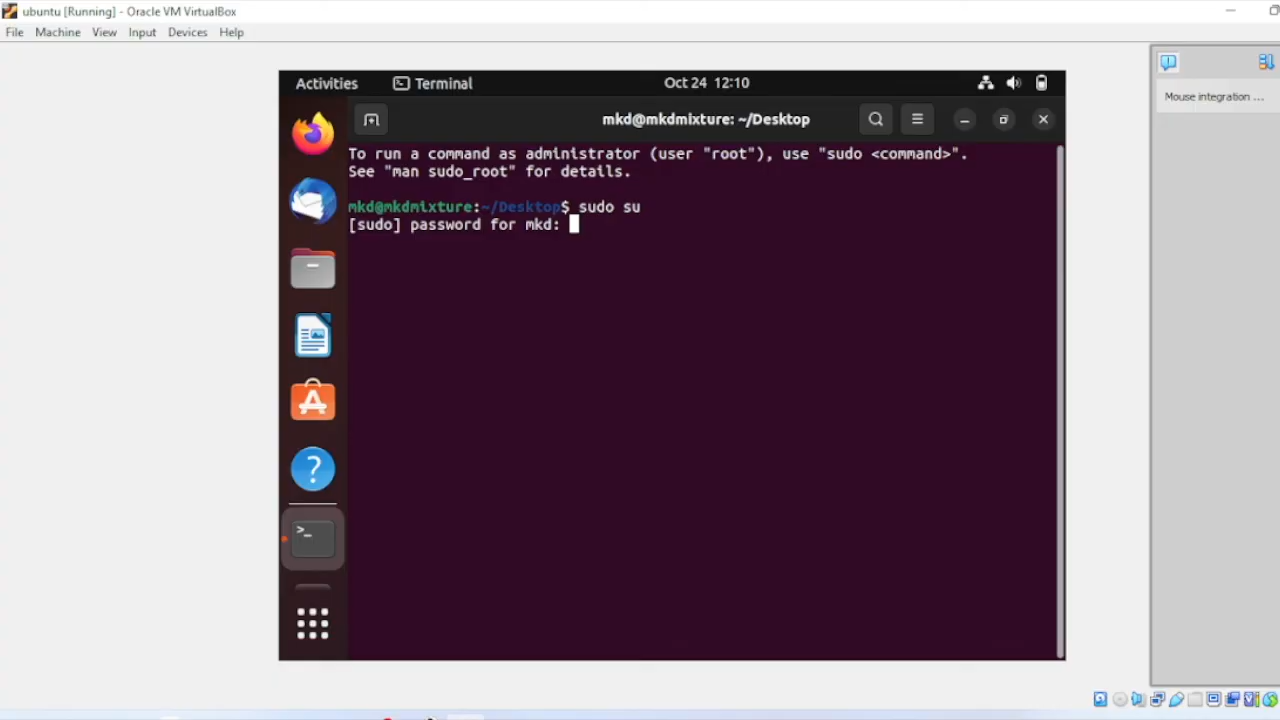 ubuntu [Running] - Oracle VM VirtualBox
File Machine View Input Devices Help
Mouse integration ...
Activities Terminal Oct 24 12:10
mkd@mkdmixture: ~/Desktop
To run a command as administrator (user "root"), use "sudo <command>".
See "man sudo_root" for details.
mkd@mkdmixture:~/Desktop$ sudo su
[sudo] password for mkd: